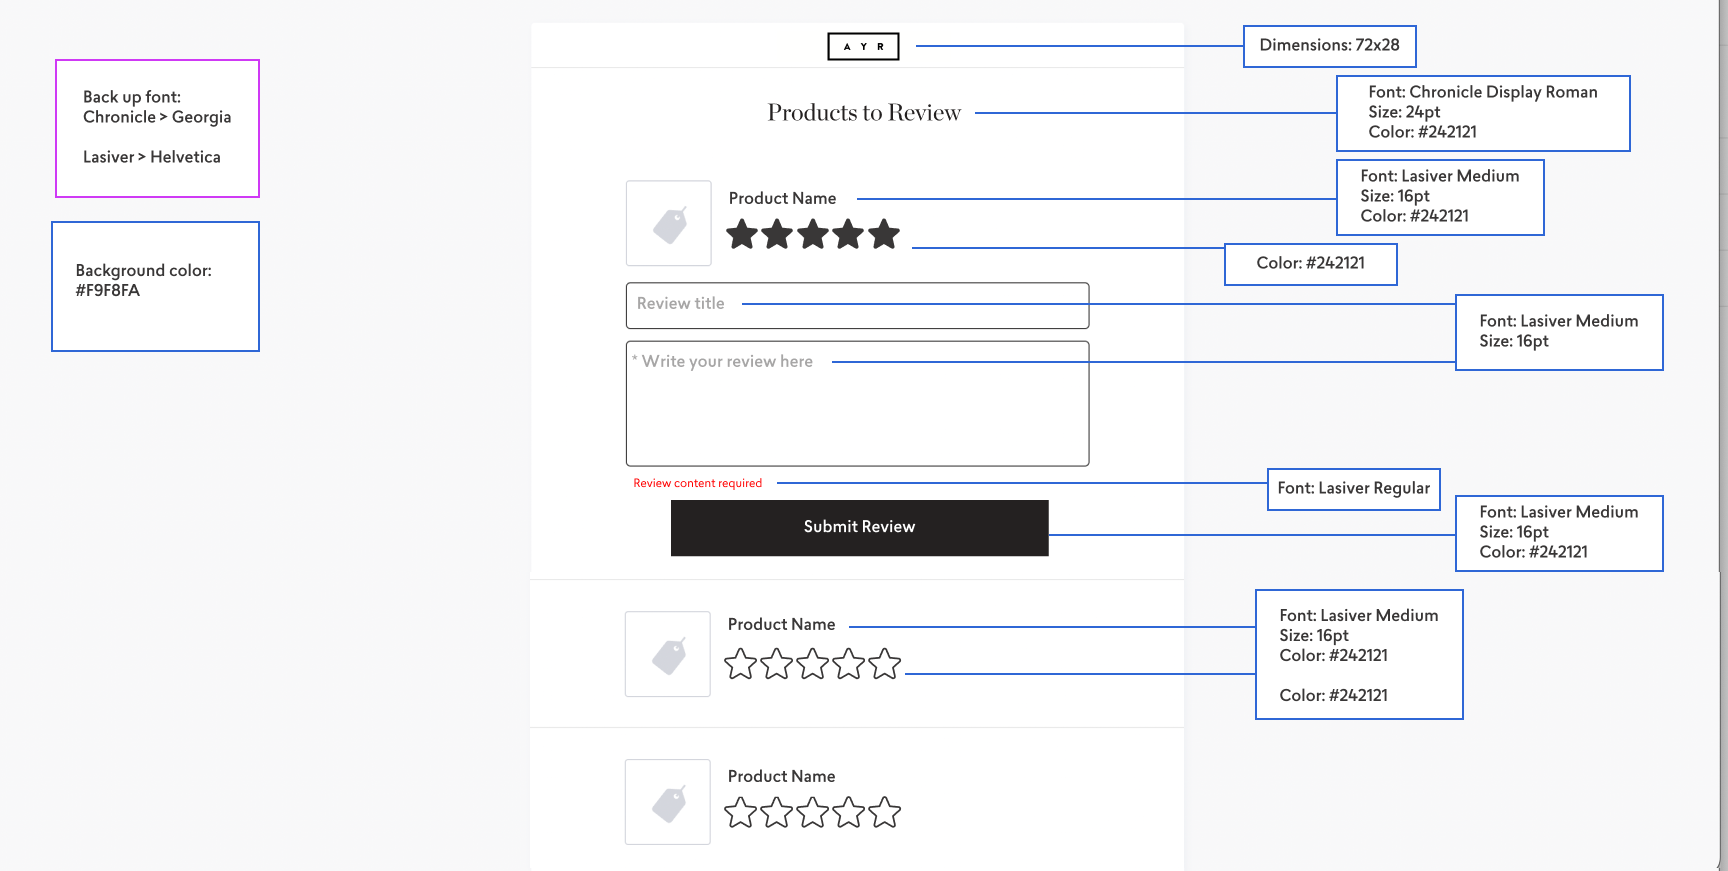 Back up font:
Chronicle > Georgia
Lasiver > Helvetica
Background color:
#F9F8FA
A Y R
Dimensions: 72x28
Products to Review
Font: Chronicle Display Roman
Size: 24pt
Color: #242121
Product Name
Font: Lasiver Medium
Size: 16pt
Color: #242121
Color: #242121
Review title
* Write your review here
Font: Lasiver Medium
Size: 16pt
Review content required
Font: Lasiver Regular
Submit Review
Font: Lasiver Medium
Size: 16pt
Color: #242121
Product Name
Font: Lasiver Medium
Size: 16pt
Color: #242121
Color: #242121
Product Name